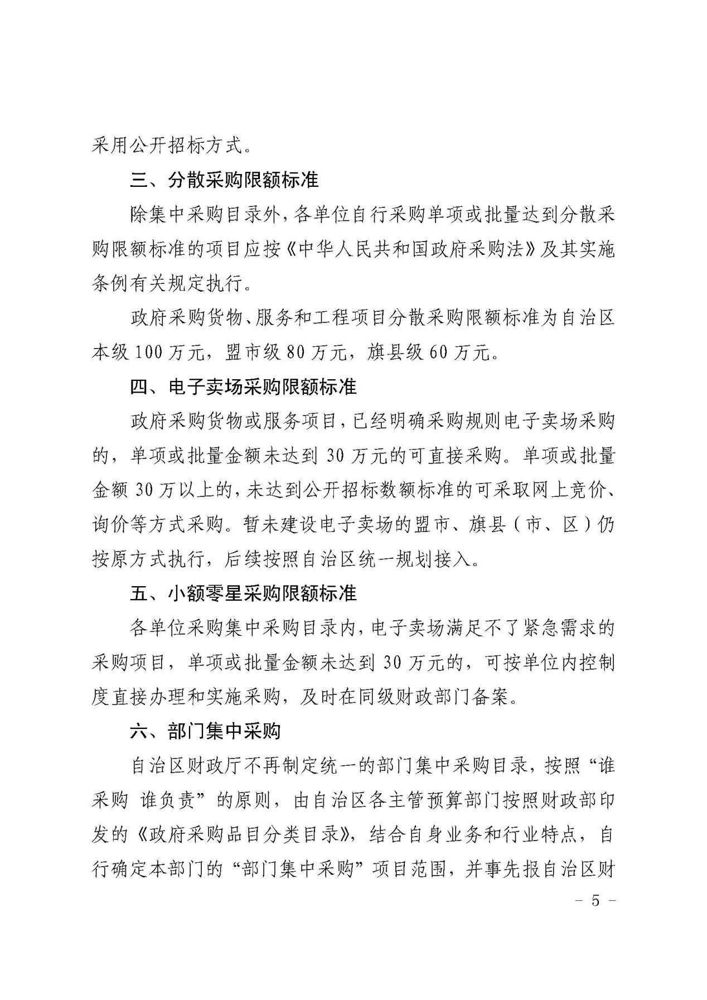 采用公开招标方式。
三、分散采购限额标准
除集中采购目录外，各单位自行采购单项或批量达到分散采
购限额标准的项目应按《中华人民共和国政府采购法》及其实施
条例有关规定执行。
政府采购货物、服务和工程项目分散采购限额标准为自治区
本级 100 万元，盟市级 80 万元，旗县级 60 万元。
四、电子卖场采购限额标准
政府采购货物或服务项目，已经明确采购规则电子卖场采购
的，单项或批量金额未达到 30 万元的可直接采购。单项或批量
金额 30 万以上的，未达到公开招标数额标准的可采取网上竞价、
询价等方式采购。暂未建设电子卖场的盟市、旗县（市、区）仍
按原方式执行，后续按照自治区统一规划接入。
五、小额零星采购限额标准
各单位采购集中采购目录内，电子卖场满足不了紧急需求的
采购项目，单项或批量金额未达到 30 万元的，可按单位内控制
度直接办理和实施采购，及时在同级财政部门备案。
六、部门集中采购
自治区财政厅不再制定统一的部门集中采购目录，按照“谁
采购 谁负责”的原则，由自治区各主管预算部门按照财政部印
发的《政府采购品目分类目录》，结合自身业务和行业特点，自
行确定本部门的“部门集中采购”项目范围，并事先报自治区财
- 5 -